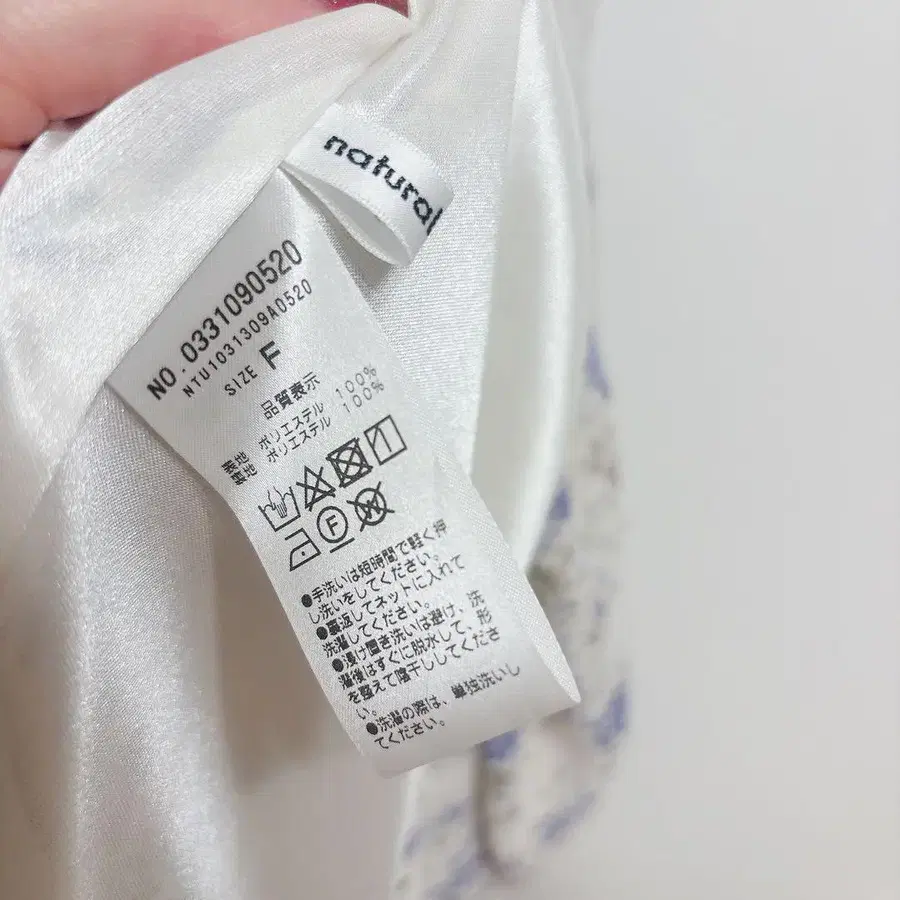 natural
NO.0331090520
NTU1031309A0520
SIZE F
品質表示
表地 ポリエステル 100%
裏地 ポリエステル 100%
F
W
●手洗いは短時間で軽く押
し洗いをしてください。
●裏返してネットに入れて
洗濯してください。
●浸け置き洗いは避け、洗
濯後はすぐに脱水して、形
を整えて陰干ししてくださ
い。
●洗濯の際は、単独洗いし
てください。